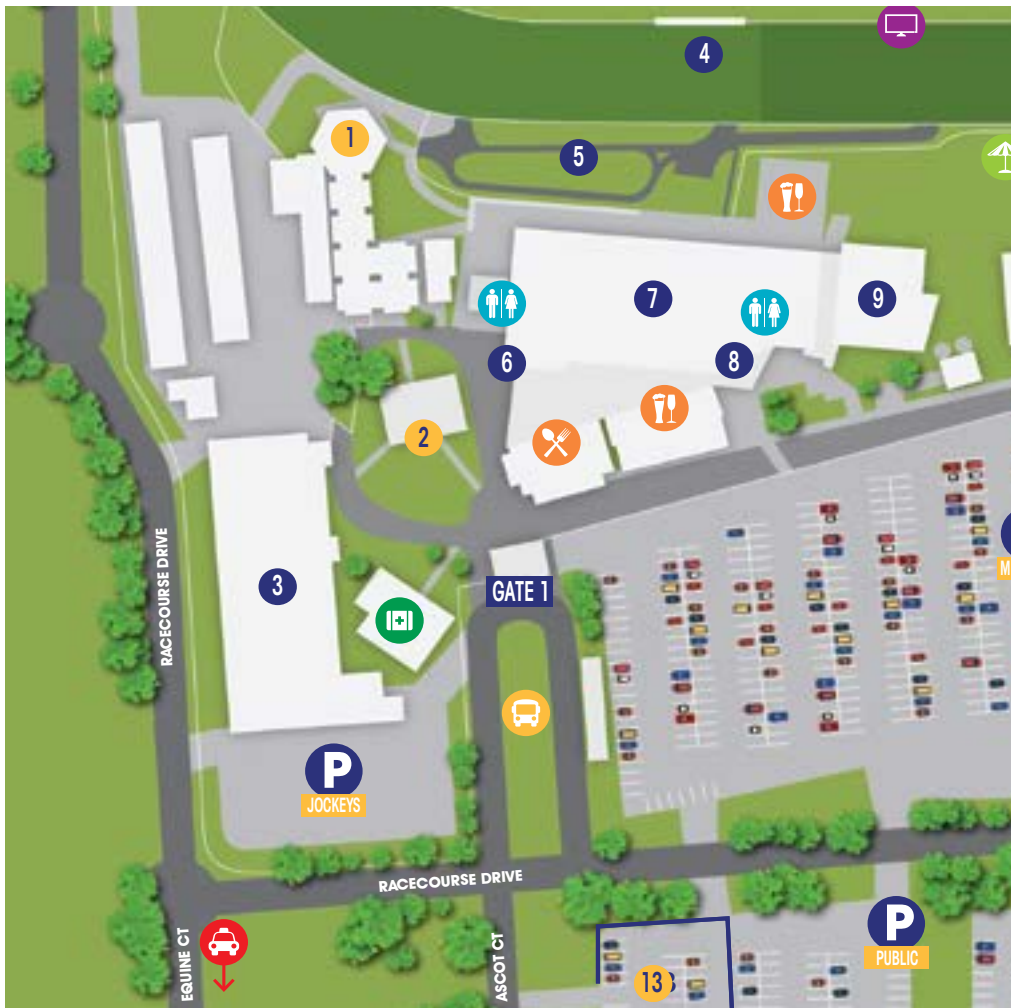 4
1
5
7
9
6
8
2
RACECOURSE DRIVE
3
GATE 1
P
JOCKEYS
RACECOURSE DRIVE
P
PUBLIC
EQUINE CT
ASCOT CT
13